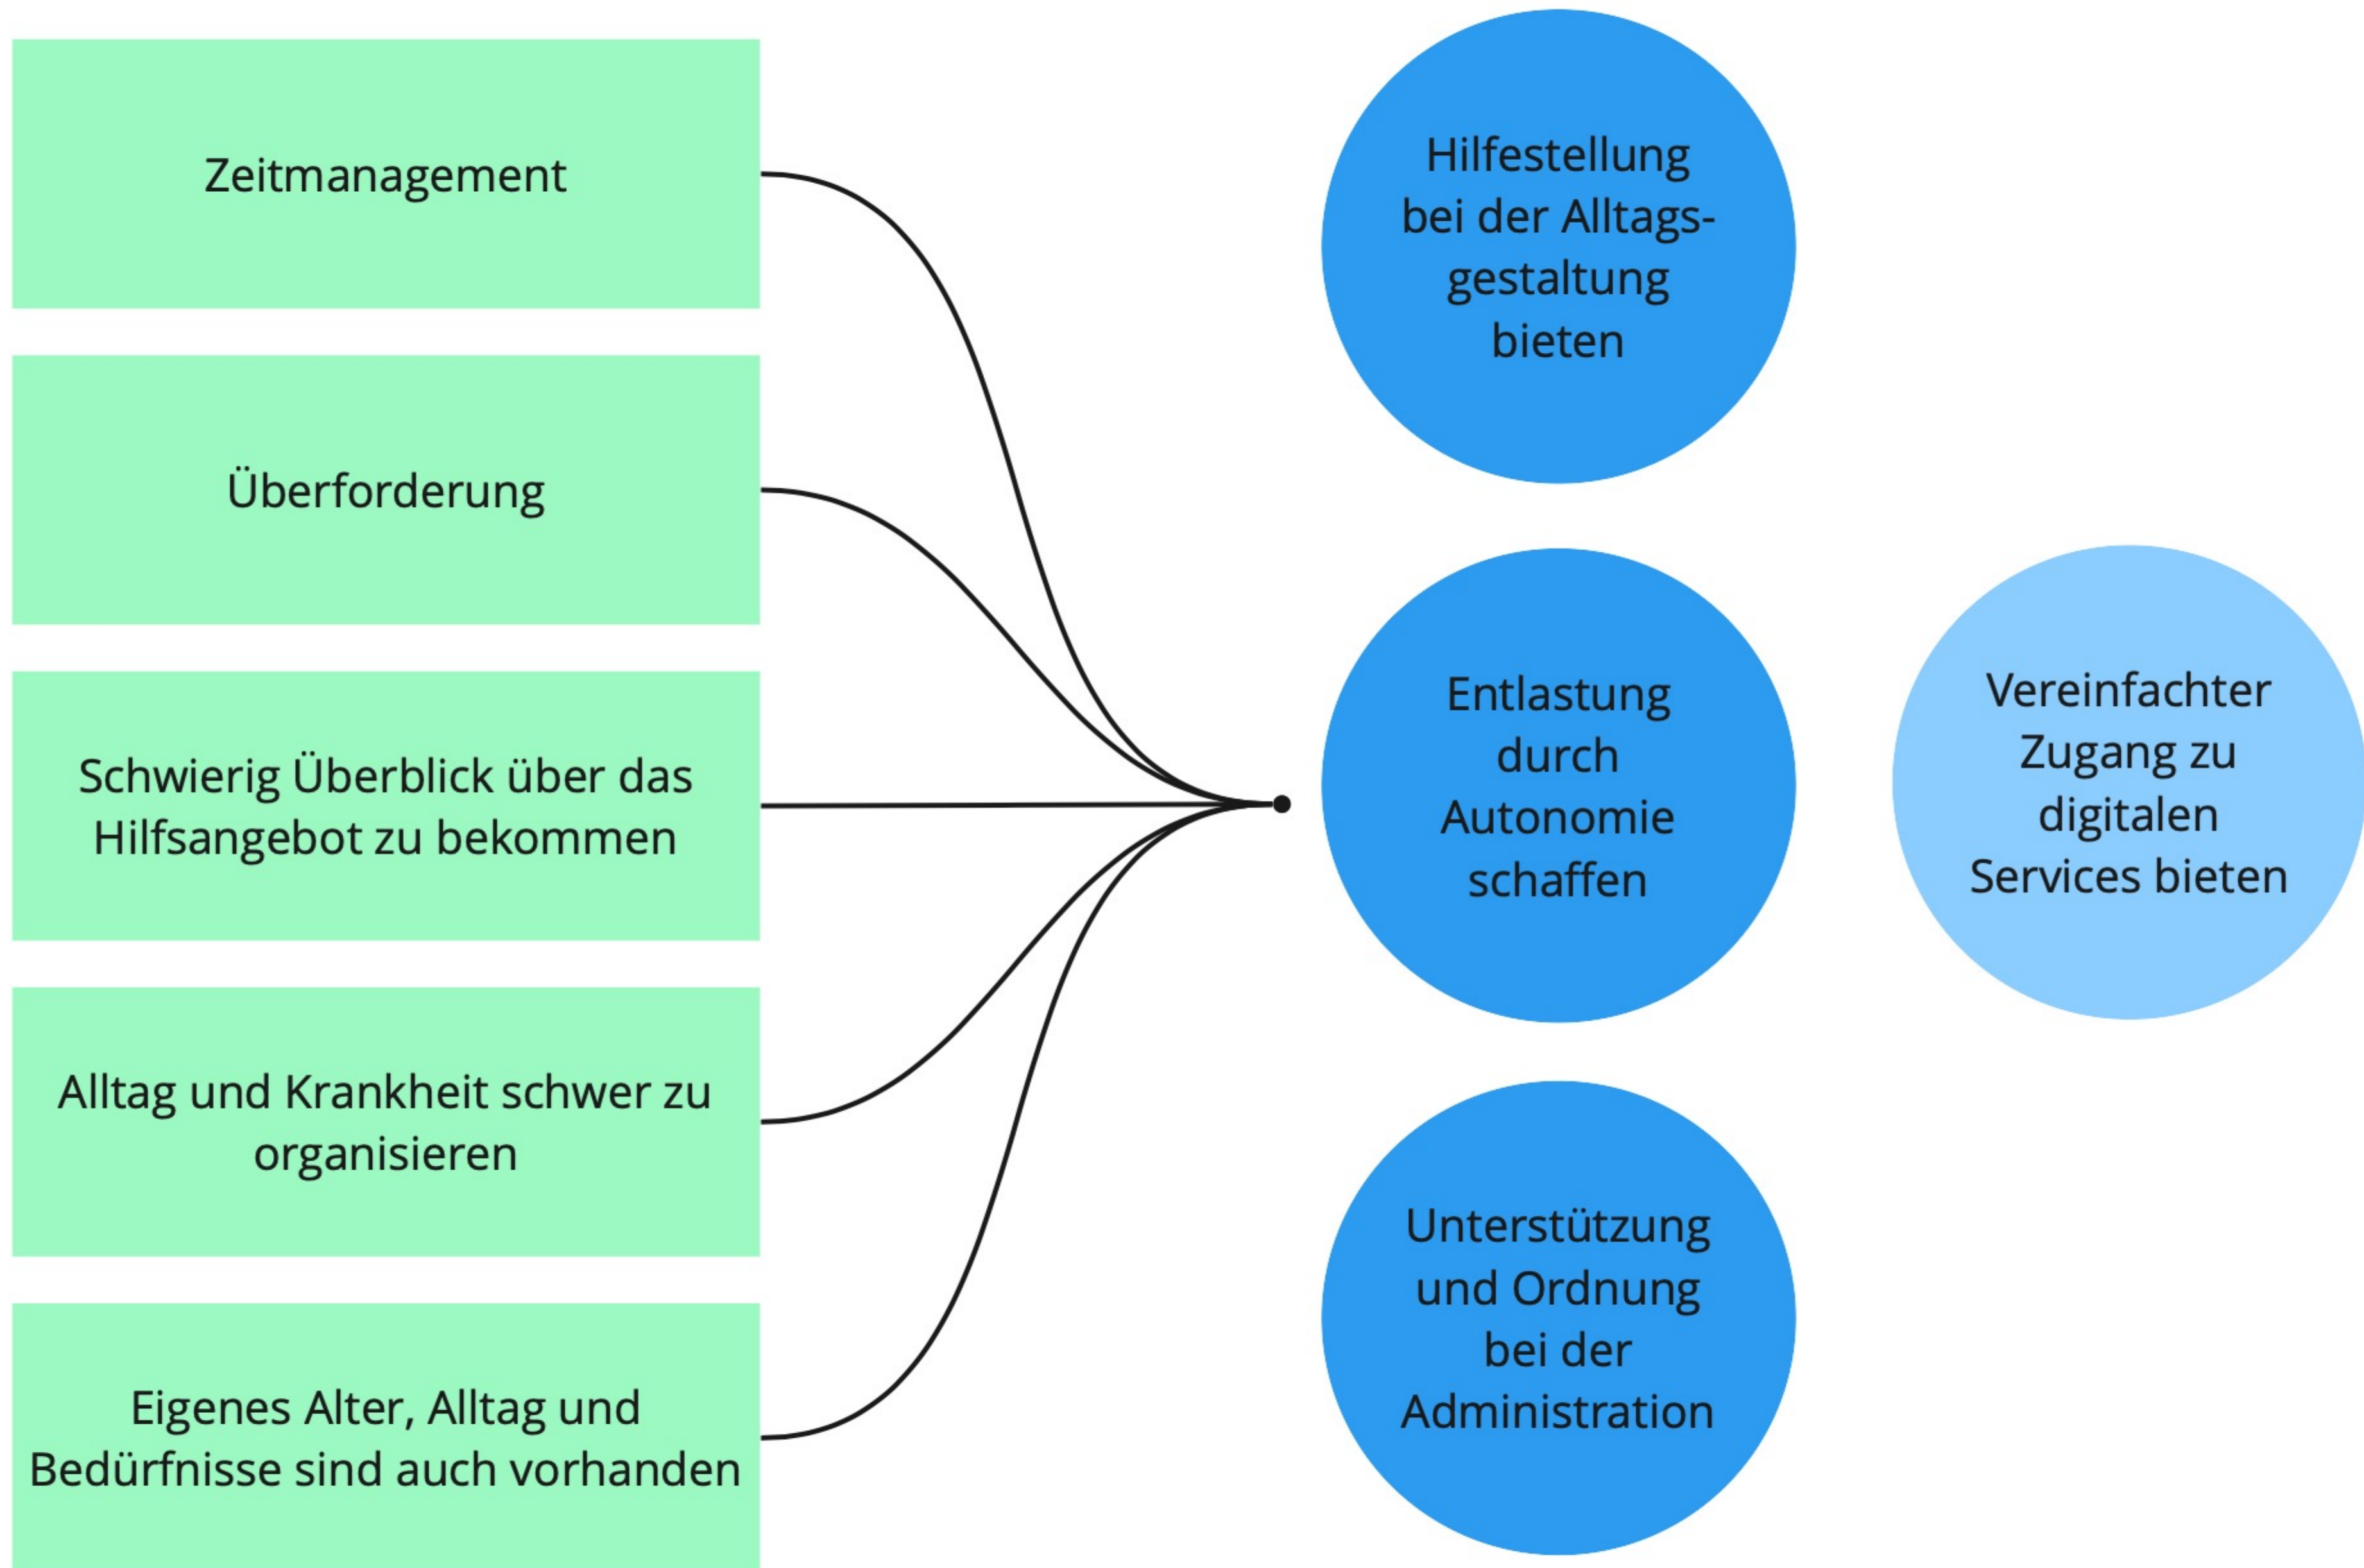 Zeitmanagement
Überforderung
Schwierig Überblick über das
Hilfsangebot zu bekommen
Alltag und Krankheit schwer zu
organisieren
Eigenes Alter, Alltag und
Bedürfnisse sind auch vorhanden
Hilfestellung
bei der Alltags-
gestaltung
bieten
Entlastung
durch
Autonomie
schaffen
Unterstützung
und Ordnung
bei der
Administration
Vereinfachter
Zugang zu
digitalen
Services bieten